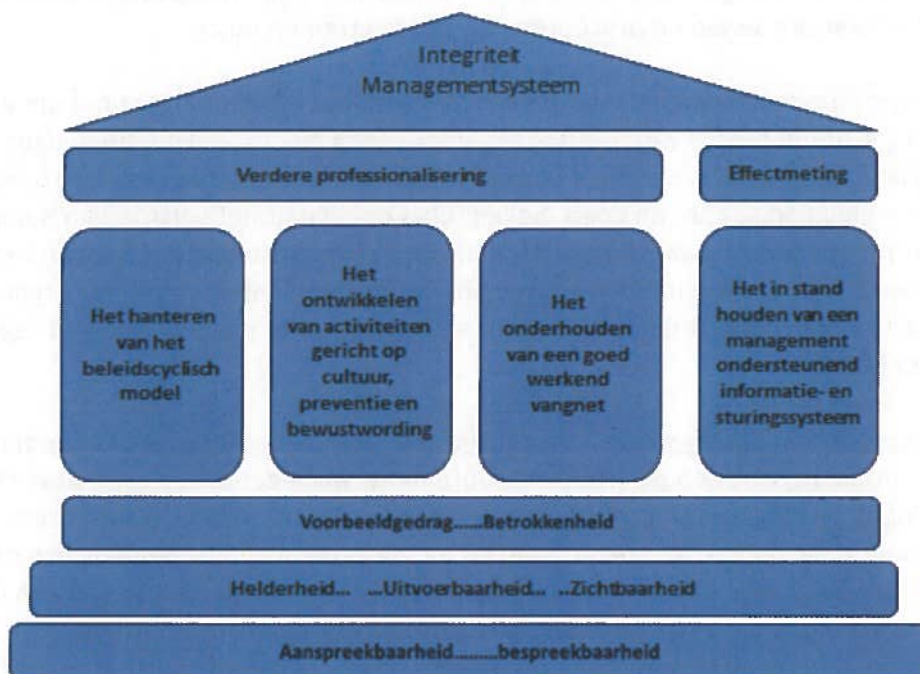 Integriteit
Managementsysteem
Verdere professionalisering
Effectmeting
Het hanteren
van het
beleidscyclisch
model
Het
ontwikkelen
van activiteiten
gericht op
cultuur,
preventie en
bewustwording
Het
onderhouden
van een goed
werkend
vangnet
Het in stand
houden van een
management
ondersteunend
informatie- en
sturingssysteem
Voorbeeldgedrag......Betrokkenheid
Helderheid... ...Uitvoerbaarheid... ..Zichtbaarheid
Aanspreekbaarheid.........bespreekbaarheid